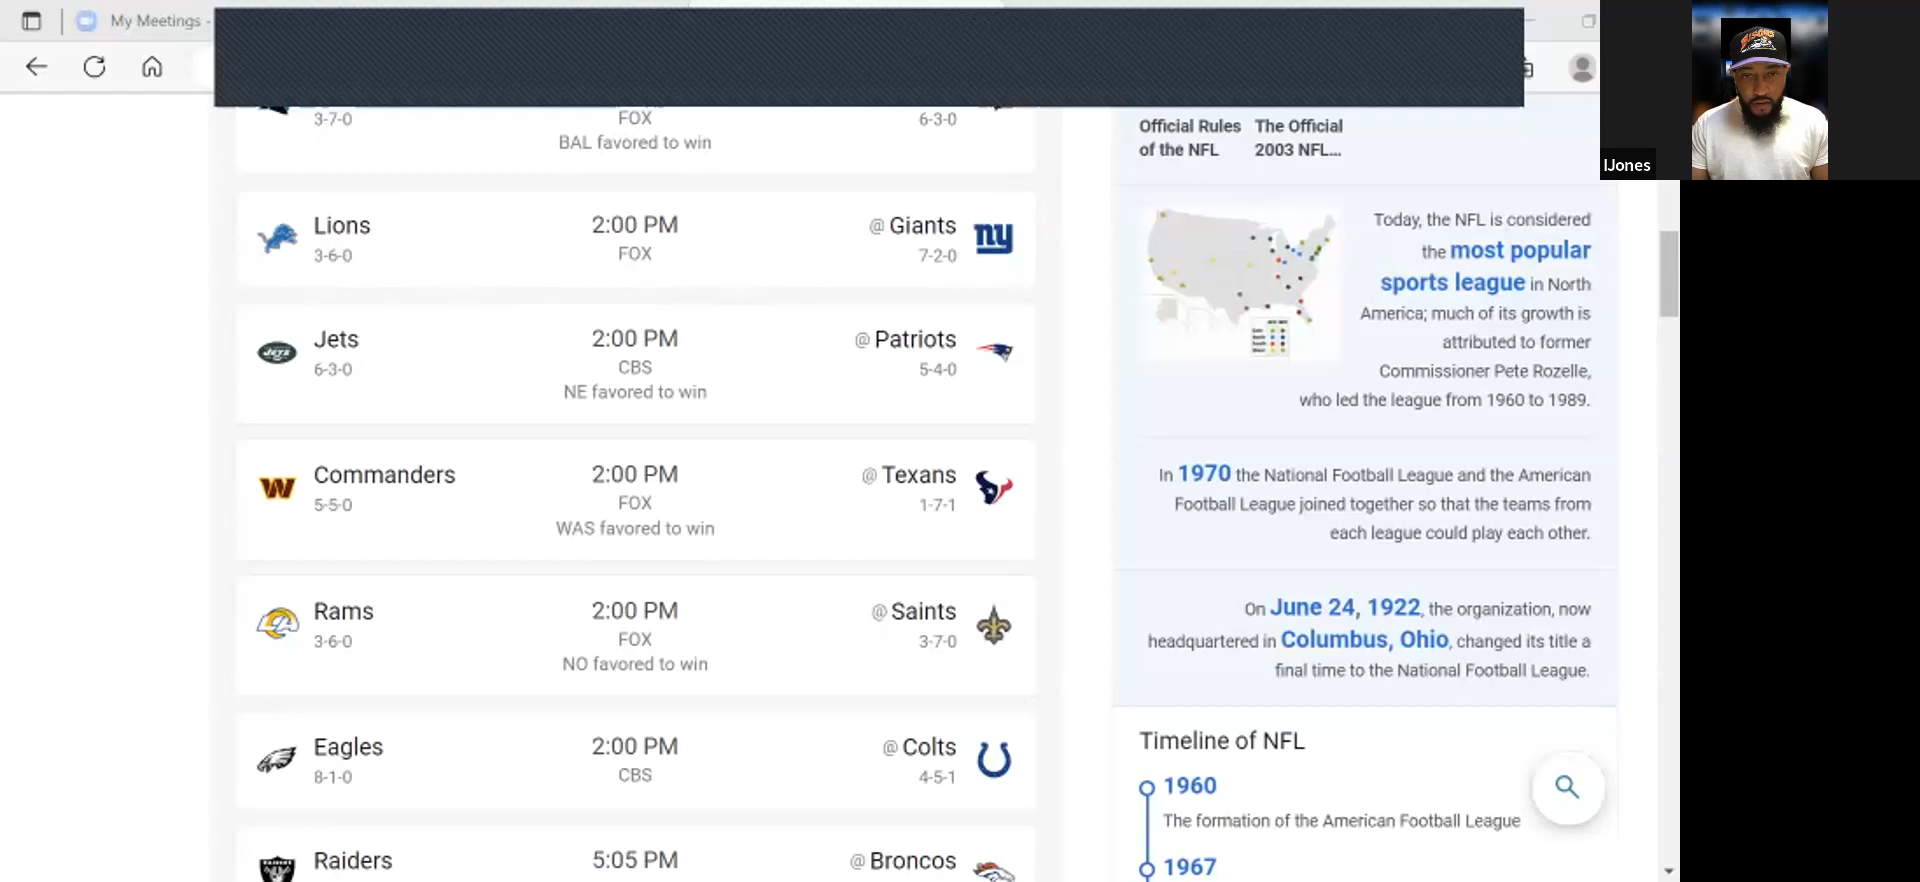 My Meetings -
3-7-0
FOX
6-3-0
BAL favored to win
Lions
2:00 PM
@ Giants
ny
3-6-0
FOX
7-2-0
Jets
2:00 PM
@ Patriots
JETS
6-3-0
CBS
5-4-0
NE favored to win
Commanders
2:00 PM
@ Texans
W
5-5-0
FOX
1-7-1
WAS favored to win
Rams
2:00 PM
@ Saints
3-6-0
FOX
3-7-0
NO favored to win
Eagles
2:00 PM
@ Colts
8-1-0
CBS
4-5-1
Raiders
5:05 PM
@ Broncos
Official Rules
of the NFL
The Official
2003 NFL...
Today, the NFL is considered
the most popular
sports league in North
America; much of its growth is
attributed to former
Commissioner Pete Rozelle,
who led the league from 1960 to 1989.
In 1970 the National Football League and the American
Football League joined together so that the teams from
each league could play each other.
On June 24, 1922, the organization, now
headquartered in Columbus, Ohio, changed its title a
final time to the National Football League.
Timeline of NFL
1960
The formation of the American Football League
1967
BISONS
IJones